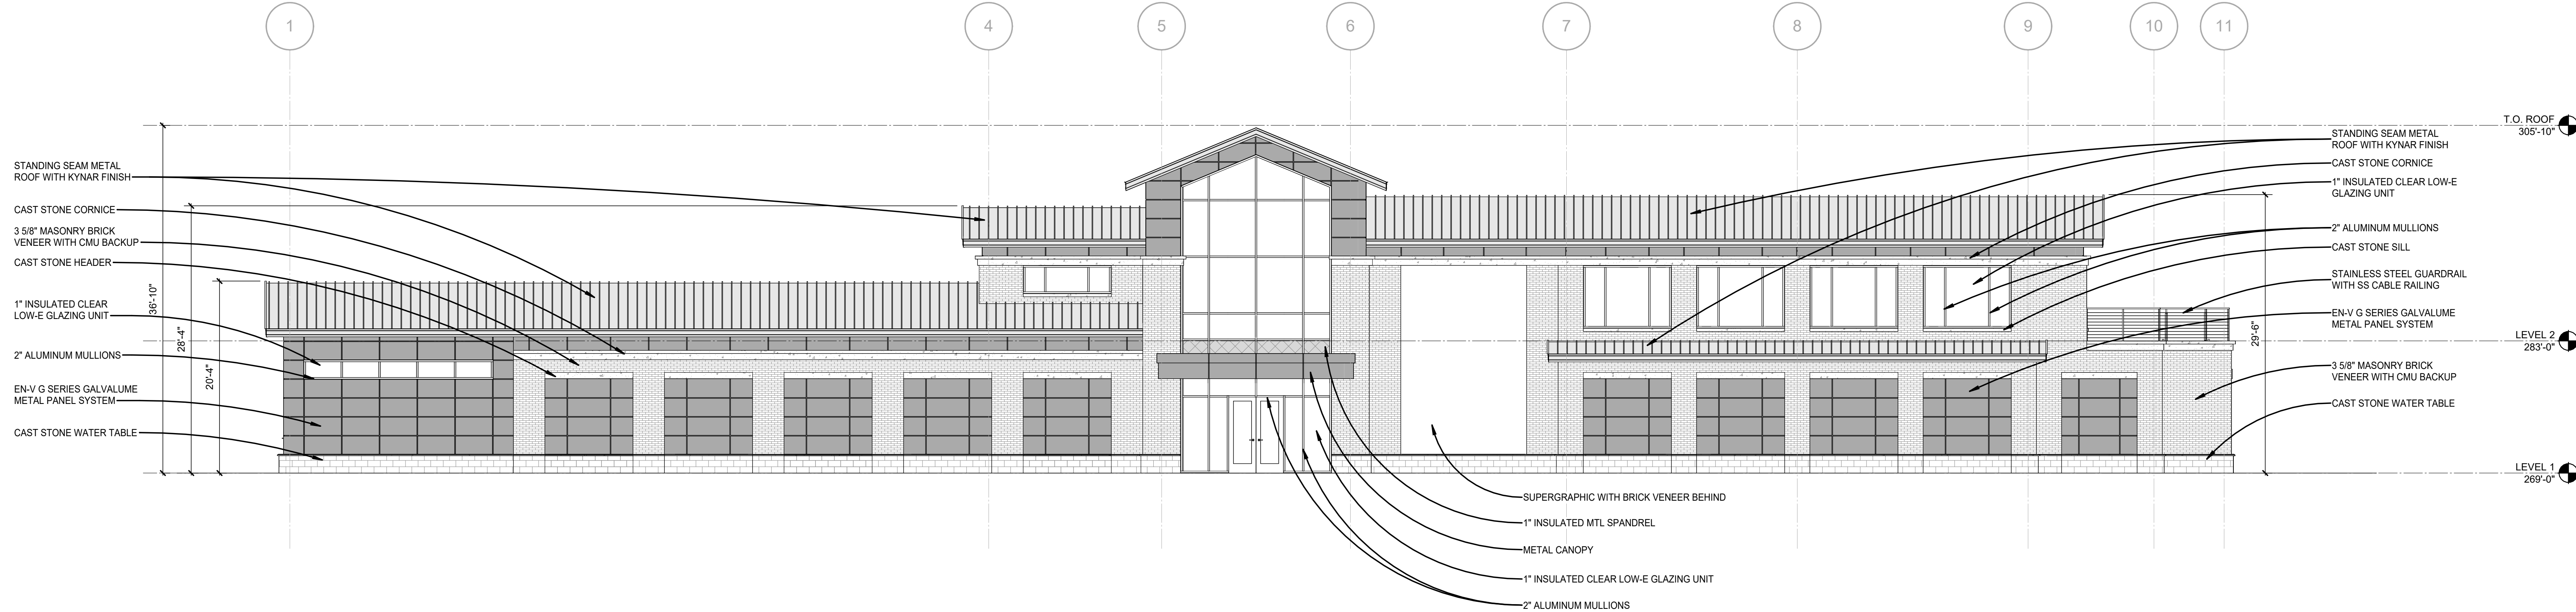 1
4
5
6
7
8
9
10
11
T.O. ROOF
305'-10"
STANDING SEAM METAL
ROOF WITH KYNAR FINISH
CAST STONE CORNICE
3 5/8" MASONRY BRICK
VENEER WITH CMU BACKUP
CAST STONE HEADER
1" INSULATED CLEAR
LOW-E GLAZING UNIT
2" ALUMINUM MULLIONS
EN-V G SERIES GALVALUME
METAL PANEL SYSTEM
CAST STONE WATER TABLE
36'-10"
28'-4"
20'-4"
STANDING SEAM METAL
ROOF WITH KYNAR FINISH
CAST STONE CORNICE
1" INSULATED CLEAR LOW-E
GLAZING UNIT
2" ALUMINUM MULLIONS
CAST STONE SILL
STAINLESS STEEL GUARDRAIL
WITH SS CABLE RAILING
EN-V G SERIES GALVALUME
METAL PANEL SYSTEM
3 5/8" MASONRY BRICK
VENEER WITH CMU BACKUP
CAST STONE WATER TABLE
29'-6"
LEVEL 2
283'-0"
LEVEL 1
269'-0"
SUPERGRAPHIC WITH BRICK VENEER BEHIND
1" INSULATED MTL SPANDREL
METAL CANOPY
1" INSULATED CLEAR LOW-E GLAZING UNIT
2" ALUMINUM MULLIONS